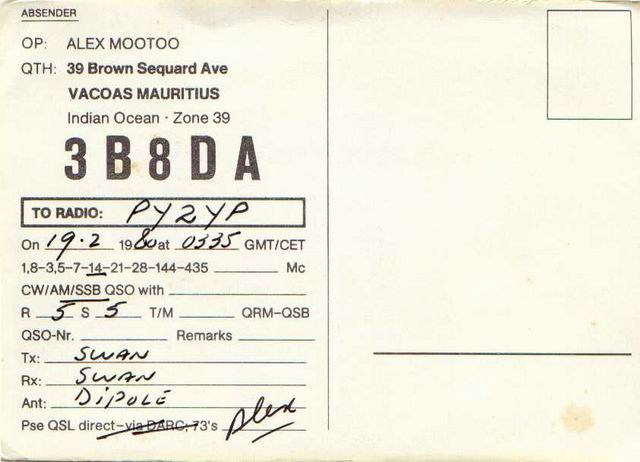 ABSENDER
OP: ALEX MOOTOO
QTH: 39 Brown Sequard Ave
VACOAS MAURITIUS
Indian Ocean · Zone 39
3B8DA
TO RADIO: PY2YP
On 19·2 1980 at 0335 GMT/CET
1,8-3,5-7-14-21-28-144-435 Mc
CW/AM/SSB QSO with
R 5 S 5 T/M QRM-QSB
QSO-Nr. Remarks
Tx: SWAN
Rx: SWAN
Ant: DiPOLE
Pse QSL direct-via DARC; 73's Alex